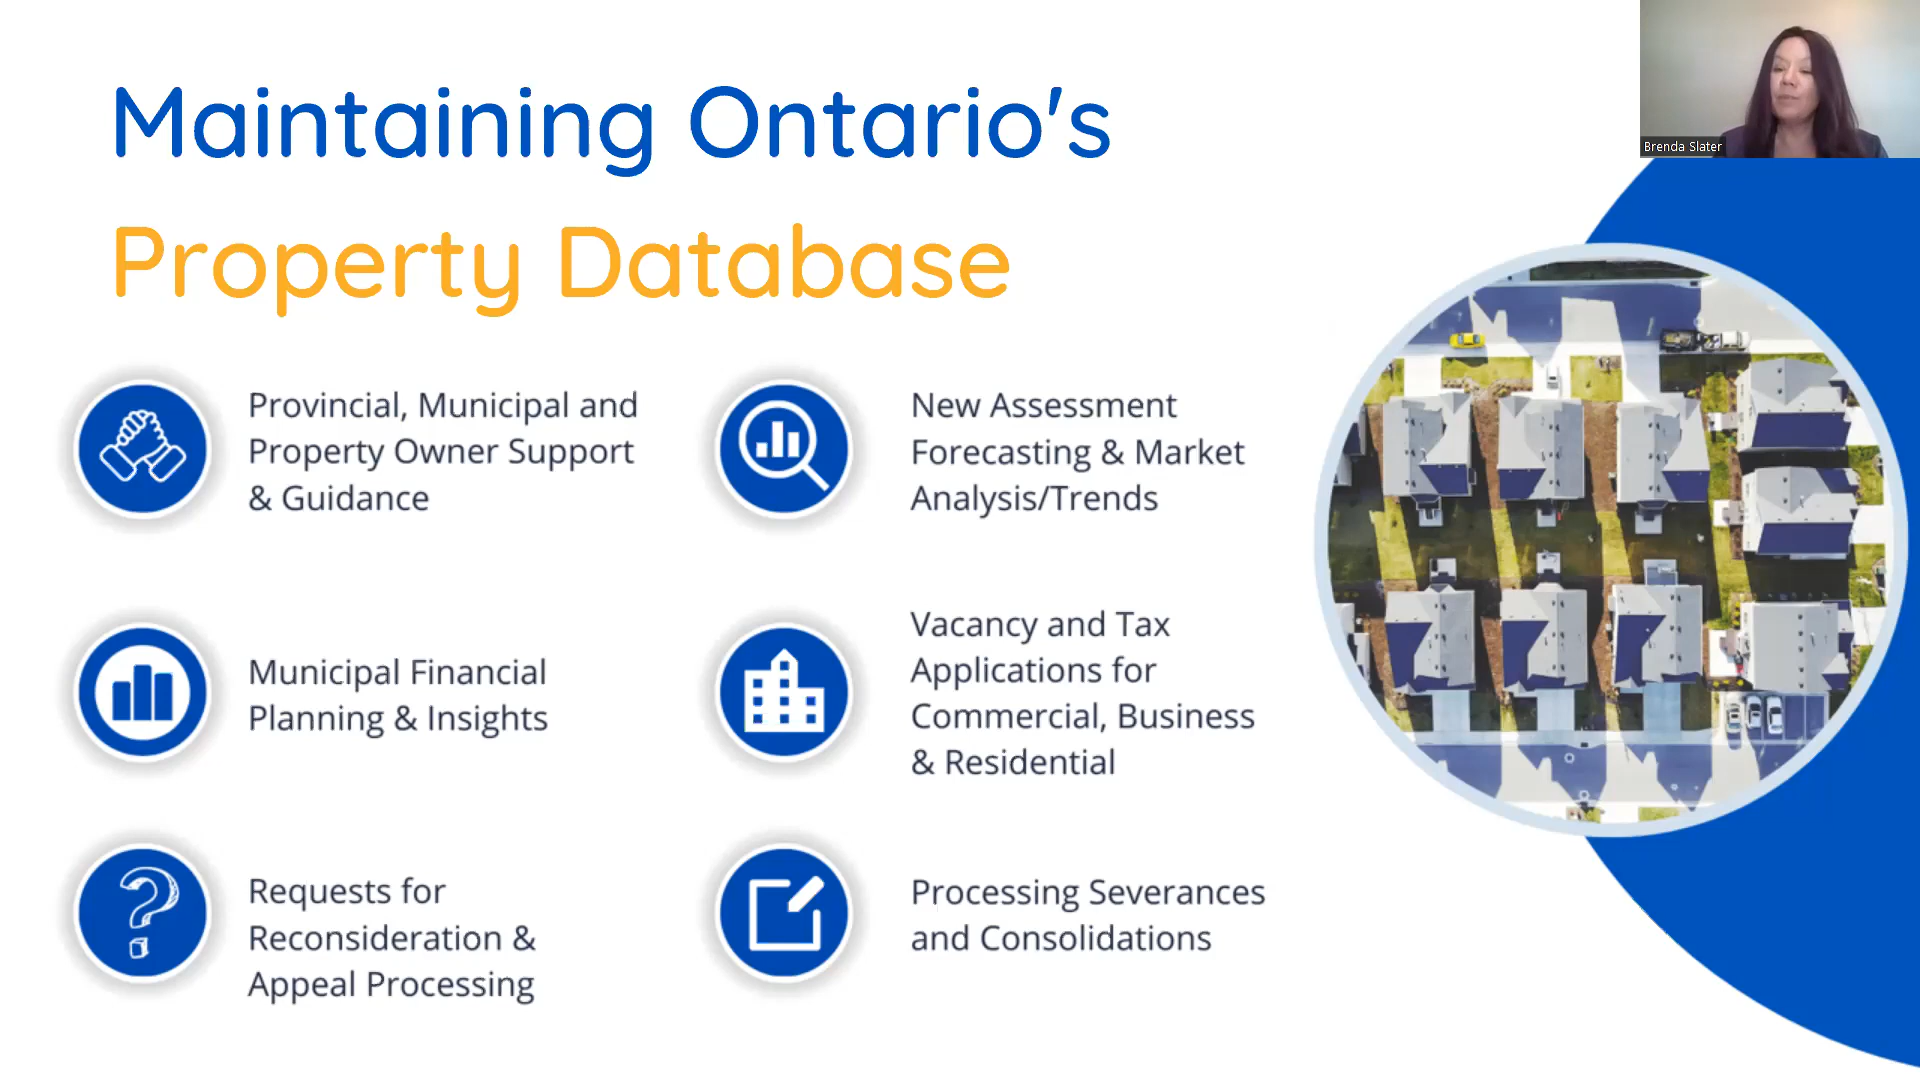 Maintaining Ontario's
Property Database
Brenda Slater
Provincial, Municipal and
Property Owner Support
& Guidance
New Assessment
Forecasting & Market
Analysis/Trends
Municipal Financial
Planning & Insights
Vacancy and Tax
Applications for
Commercial, Business
& Residential
Requests for
Reconsideration &
Appeal Processing
Processing Severances
and Consolidations